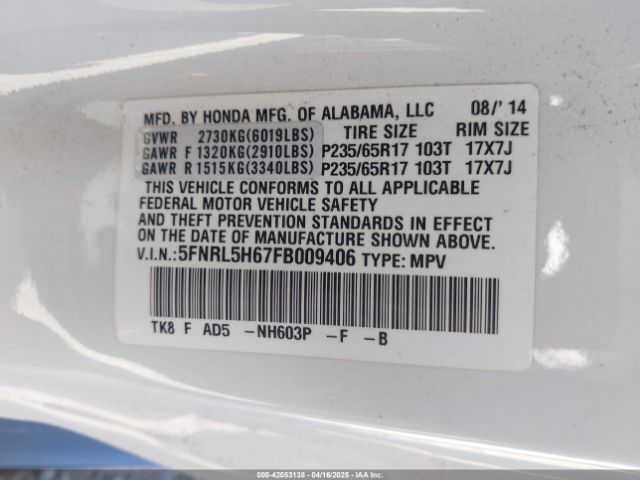 MFD. BY HONDA MFG. OF ALABAMA, LLC 08/'14
GVWR 2730KG(6019LBS) TIRE SIZE RIM SIZE
GAWR F 1320KG(2910LBS) P235/65R17 103T 17X7J
GAWR R 1515KG(3340LBS) P235/65R17 103T 17X7J
THIS VEHICLE CONFORMS TO ALL APPLICABLE
FEDERAL MOTOR VEHICLE SAFETY
AND THEFT PREVENTION STANDARDS IN EFFECT
ON THE DATE OF MANUFACTURE SHOWN ABOVE.
V.I.N.:5FNRL5H67FB009406 TYPE: MPV
TK8 F AD5 -NH603P -F -B
000-42053138 - 04/16/2025 - IAAI.COM